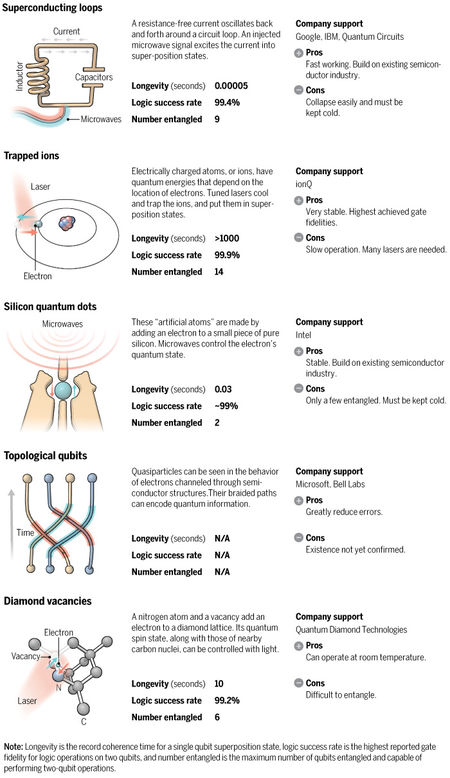 Superconducting loops
Current
Inductor
Capacitors
Microwaves
A resistance-free current oscillates back
and forth around a circuit loop. An injected
microwave signal excites the current into
super-position states.
Longevity (seconds) 0.00005
Logic success rate 99.4%
Number entangled 9
Company support
Google, IBM, Quantum Circuits
+ Pros
Fast working. Build on existing semicon-
ductor industry.
− Cons
Collapse easily and must be
kept cold.
Trapped ions
Laser
Electron
Electrically charged atoms, or ions, have
quantum energies that depend on the
location of electrons. Tuned lasers cool
and trap the ions, and put them in super-
position states.
Longevity (seconds) >1000
Logic success rate 99.9%
Number entangled 14
Company support
ionQ
+ Pros
Very stable. Highest achieved gate
fidelities.
− Cons
Slow operation. Many lasers are needed.
Silicon quantum dots
Microwaves
These “artificial atoms” are made by
adding an electron to a small piece of pure
silicon. Microwaves control the electron’s
quantum state.
Longevity (seconds) 0.03
Logic success rate ~99%
Number entangled 2
Company support
Intel
+ Pros
Stable. Build on existing semiconductor
industry.
− Cons
Only a few entangled. Must be kept cold.
Topological qubits
Time
Quasiparticles can be seen in the behavior
of electrons channeled through semi-
conductor structures.Their braided paths
can encode quantum information.
Longevity (seconds) N/A
Logic success rate N/A
Number entangled N/A
Company support
Microsoft, Bell Labs
+ Pros
Greatly reduce errors.
− Cons
Existence not yet confirmed.
Diamond vacancies
Electron
Vacancy
N
Laser
C
A nitrogen atom and a vacancy add an
electron to a diamond lattice. Its quantum
spin state, along with those of nearby
carbon nuclei, can be controlled with light.
Longevity (seconds) 10
Logic success rate 99.2%
Number entangled 6
Company support
Quantum Diamond Technologies
+ Pros
Can operate at room temperature.
− Cons
Difficult to entangle.
Note: Longevity is the record coherence time for a single qubit superposition state, logic success rate is the highest reported gate
fidelity for logic operations on two qubits, and number entangled is the maximum number of qubits entangled and capable of
performing two-qubit operations.